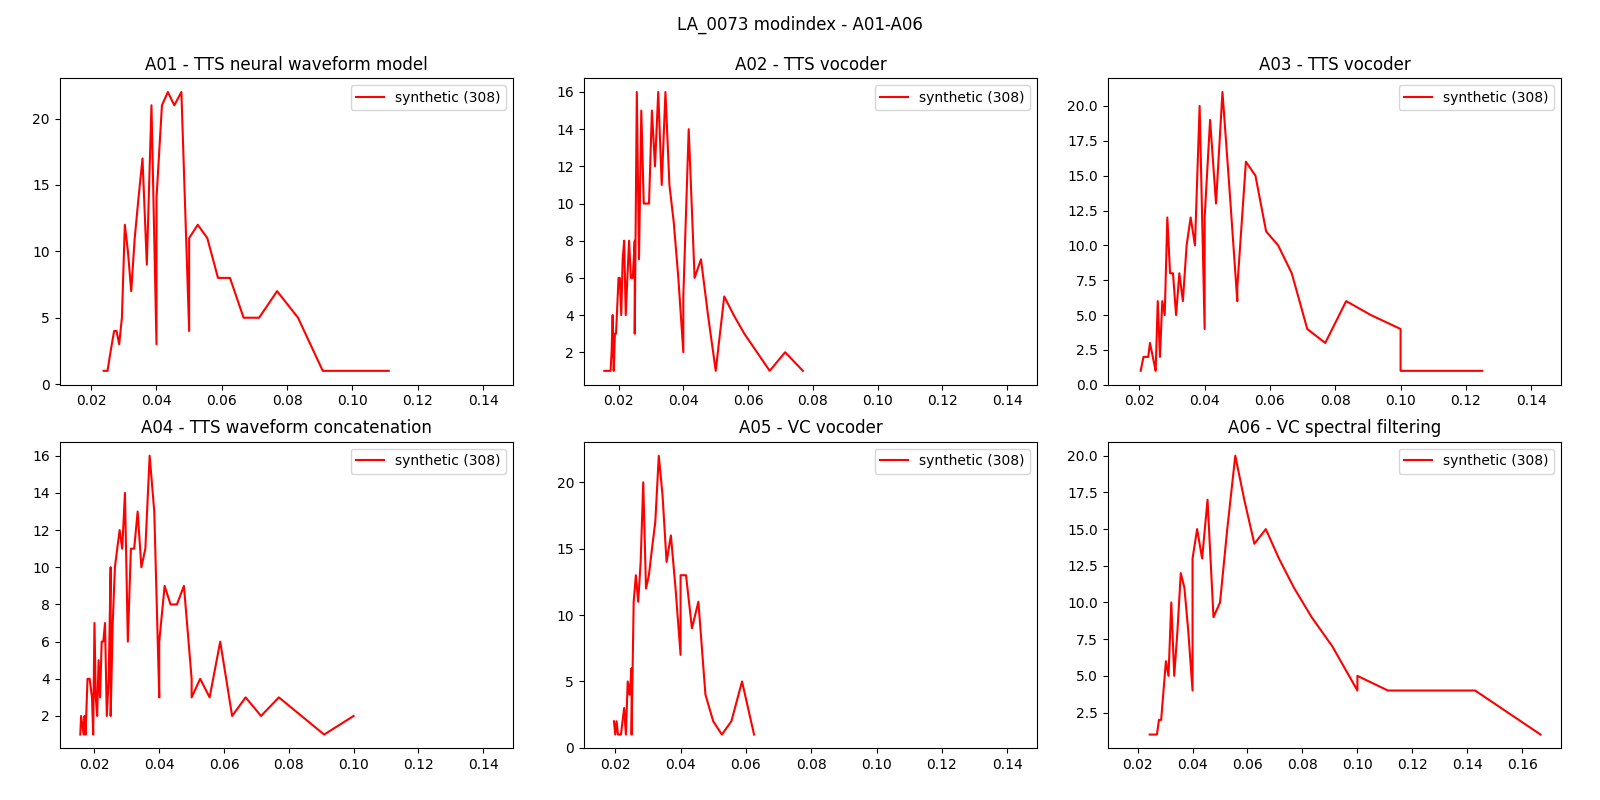 LA_0073 modindex - A01-A06
A01 - TTS neural waveform model
synthetic (308)
20
15
10
5
0
0.02 0.04 0.06 0.08 0.10 0.12 0.14
A02 - TTS vocoder
synthetic (308)
16
14
12
10
8
6
4
2
0.02 0.04 0.06 0.08 0.10 0.12 0.14
A03 - TTS vocoder
synthetic (308)
20.0
17.5
15.0
12.5
10.0
7.5
5.0
2.5
0.0
0.02 0.04 0.06 0.08 0.10 0.12 0.14
A04 - TTS waveform concatenation
synthetic (308)
16
14
12
10
8
6
4
2
0.02 0.04 0.06 0.08 0.10 0.12 0.14
A05 - VC vocoder
synthetic (308)
20
15
10
5
0
0.02 0.04 0.06 0.08 0.10 0.12 0.14
A06 - VC spectral filtering
synthetic (308)
20.0
17.5
15.0
12.5
10.0
7.5
5.0
2.5
0.02 0.04 0.06 0.08 0.10 0.12 0.14 0.16